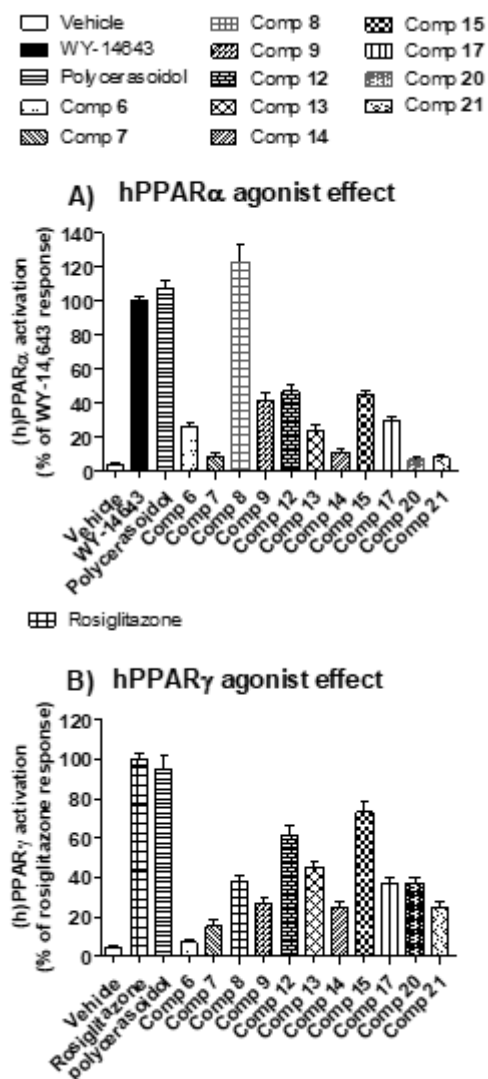 Vehicle
WY-14643
Polycerasoidol
Comp 6
Comp 7
Comp 8
Comp 9
Comp 12
Comp 13
Comp 14
Comp 15
Comp 17
Comp 20
Comp 21
A) hPPARα agonist effect
(h)PPARα activation
(% of WY-14,643 response)
140
120
100
80
60
40
20
0
Vehicle
WY-14643
Polycerasoidol
Comp 6
Comp 7
Comp 8
Comp 9
Comp 12
Comp 13
Comp 14
Comp 15
Comp 17
Comp 20
Comp 21
Rosiglitazone
B) hPPARγ agonist effect
(h)PPARγ activation
(% of rosiglitazone response)
120
100
80
60
40
20
0
Vehicle
Rosiglitazone
polycerasoidol
Comp 6
Comp 7
Comp 8
Comp 9
Comp 12
Comp 13
Comp 14
Comp 15
Comp 17
Comp 20
Comp 21